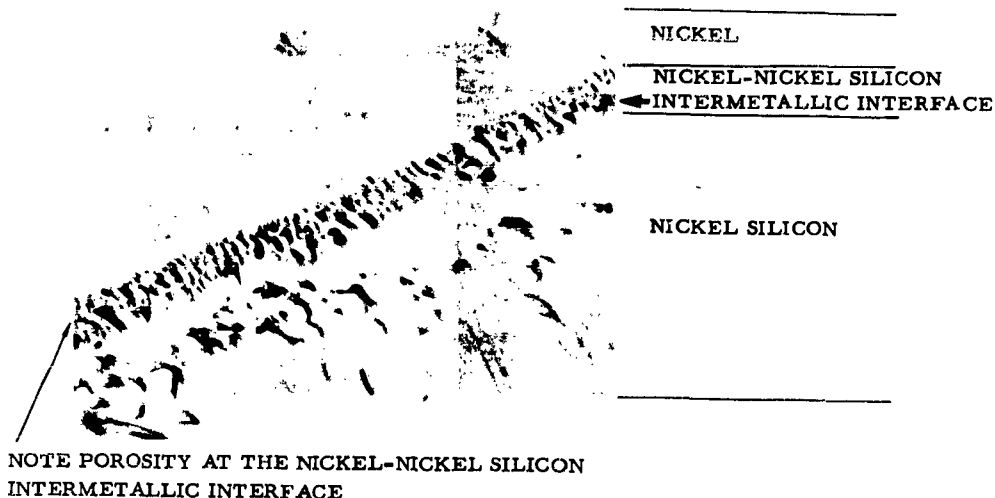 NICKEL
NICKEL-NICKEL SILICON
INTERMETALLIC INTERFACE
NICKEL SILICON
NOTE POROSITY AT THE NICKEL-NICKEL SILICON
INTERMETALLIC INTERFACE